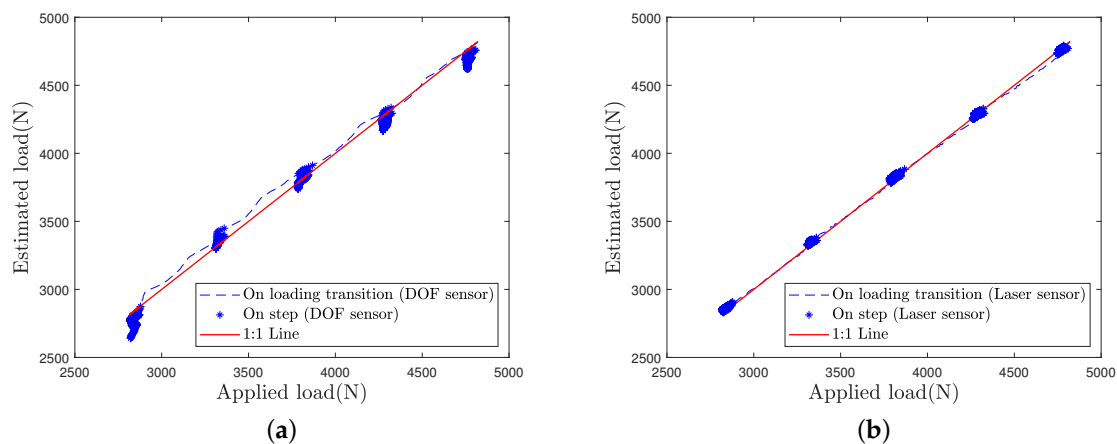 5000
4500
4000
3500
3000
2500
Estimated load(N)
On loading transition (DOF sensor)
On step (DOF sensor)
1:1 Line
2500 3000 3500 4000 4500 5000
Applied load(N)
(a)
5000
4500
4000
3500
3000
2500
Estimated load(N)
On loading transition (Laser sensor)
On step (Laser sensor)
1:1 Line
2500 3000 3500 4000 4500 5000
Applied load(N)
(b)